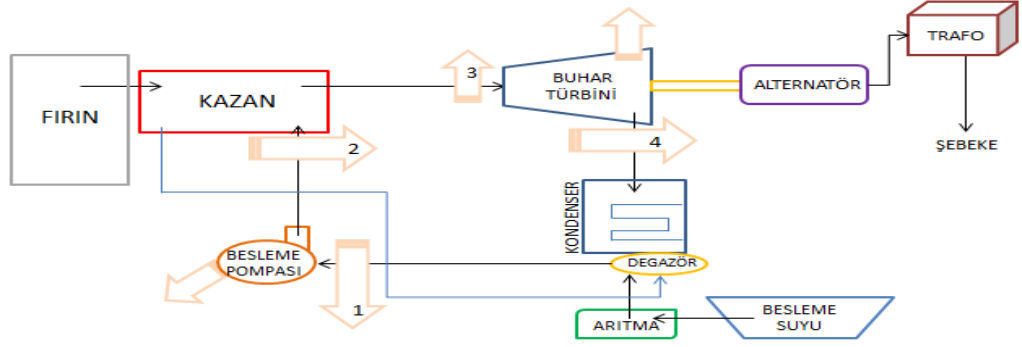 TRAFO
3
BUHAR
TÜRBİNİ
ALTERNATÖR
KAZAN
FIRIN
2
4
ŞEBEKE
KONDENSER
BESLEME
POMPASI
DEGAZÖR
1
ARITMA
BESLEME
SUYU